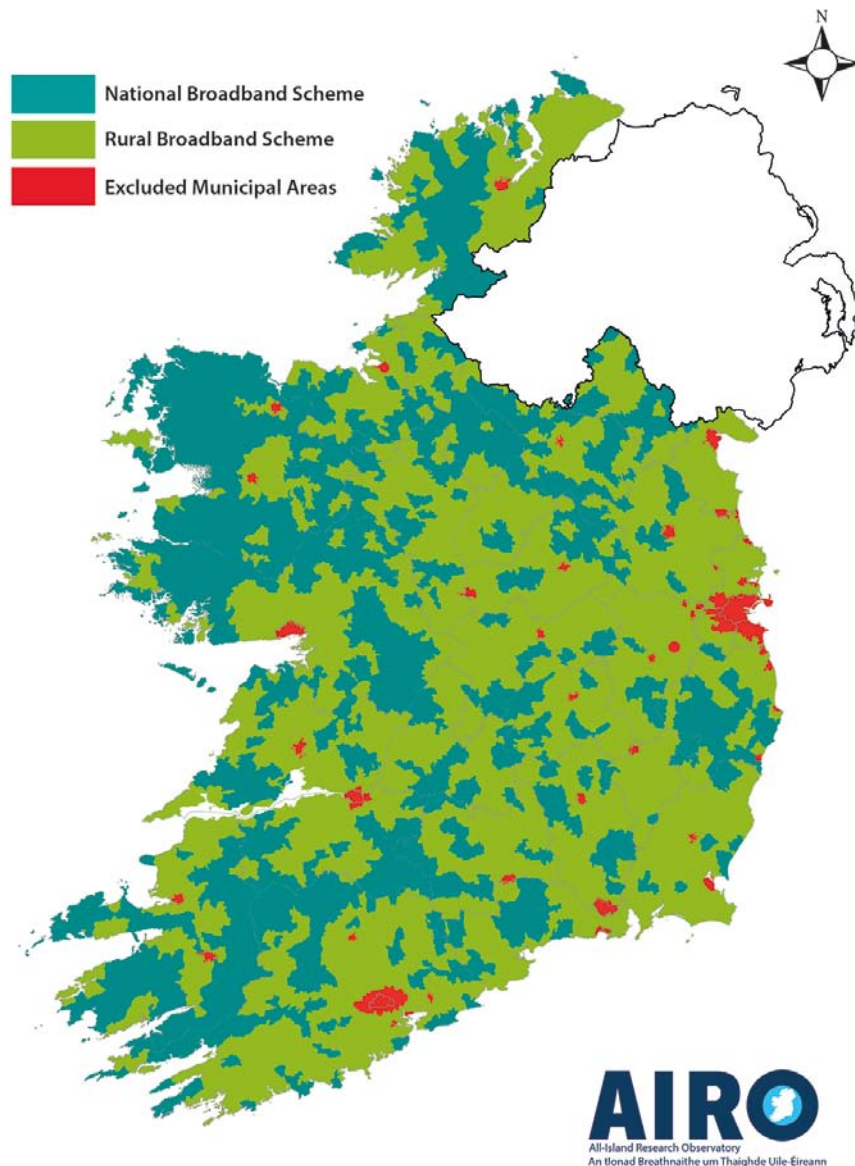 N
National Broadband Scheme
Rural Broadband Scheme
Excluded Municipal Areas
AIRO
All-Island Research Observatory
An tIonad Breathnaithe um Thaighde Uile-Éireann